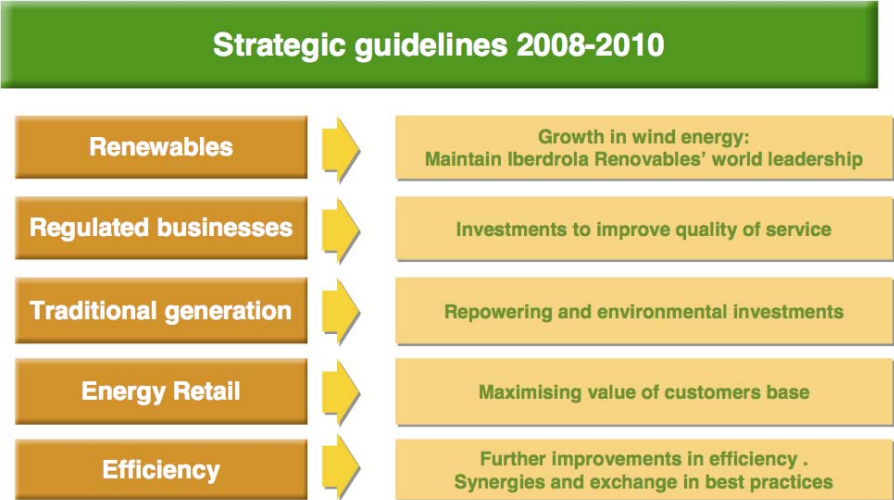 Strategic guidelines 2008-2010
Renewables
Growth in wind energy:
Maintain Iberdrola Renovables' world leadership
Regulated businesses
Investments to improve quality of service
Traditional generation
Repowering and environmental investments
Energy Retail
Maximising value of customers base
Efficiency
Further improvements in efficiency .
Synergies and exchange in best practices